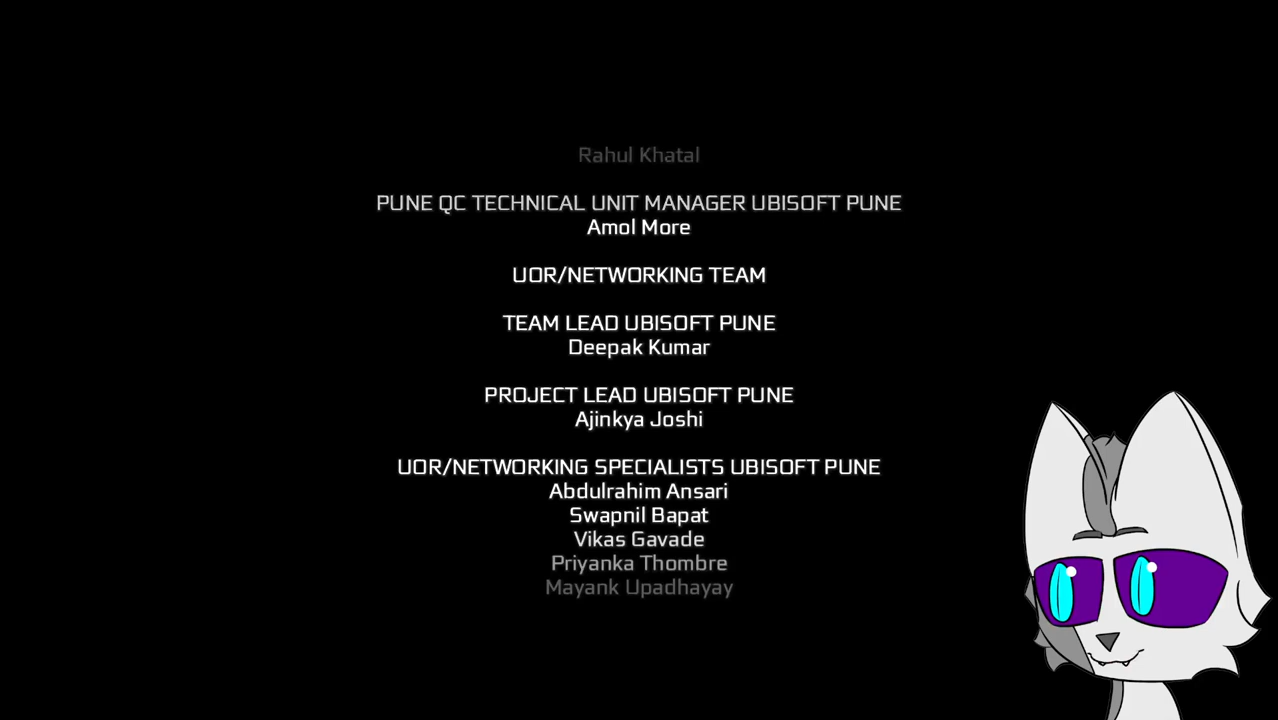 Rahul Khatal
PUNE QC TECHNICAL UNIT MANAGER UBISOFT PUNE
Amol More
UOR/NETWORKING TEAM
TEAM LEAD UBISOFT PUNE
Deepak Kumar
PROJECT LEAD UBISOFT PUNE
Ajinkya Joshi
UOR/NETWORKING SPECIALISTS UBISOFT PUNE
Abdulrahim Ansari
Swapnil Bapat
Vikas Gavade
Priyanka Thombre
Mayank Upadhayay